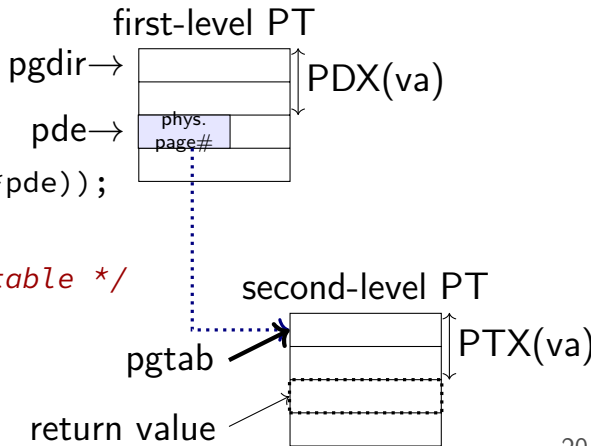 first-level PT
pgdir→
PDX(va)
pde→
phys.
page#
pde));
table */
second-level PT
pgtab
PTX(va)
return value
20